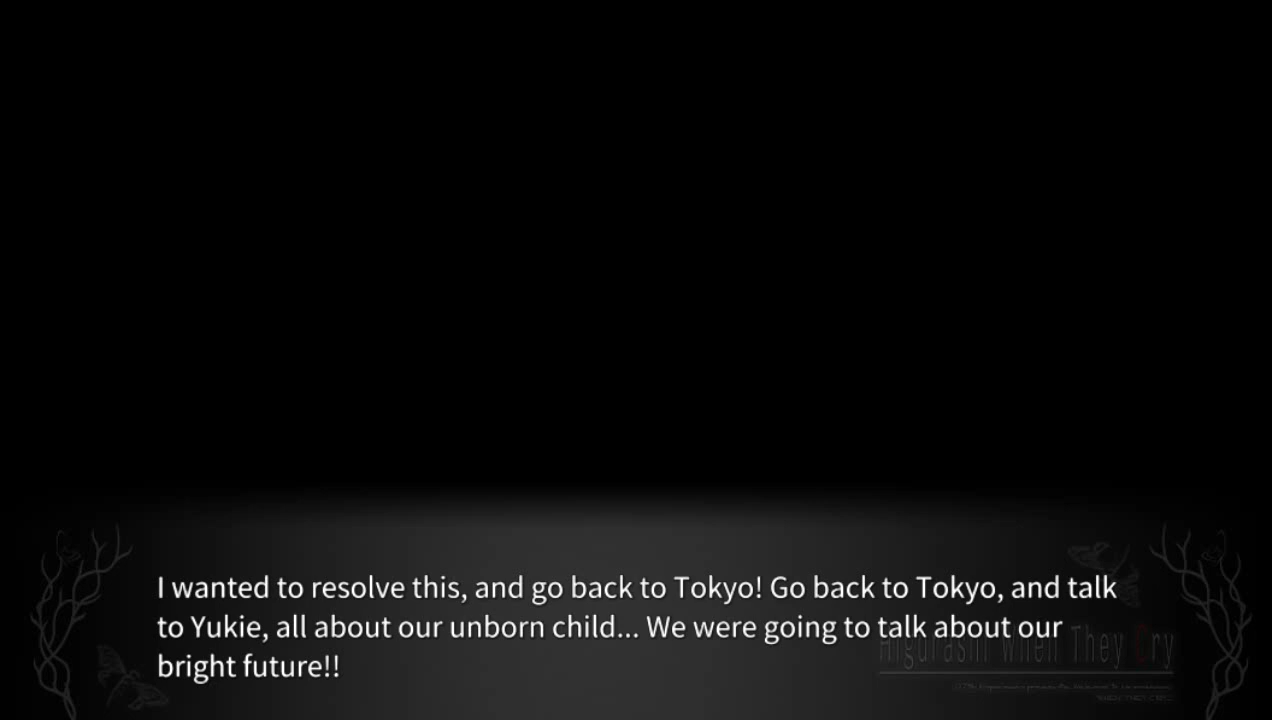 I wanted to resolve this, and go back to Tokyo! Go back to Tokyo, and talk
to Yukie, all about our unborn child... We were going to talk about our
bright future!!
Higurashi When They Cry